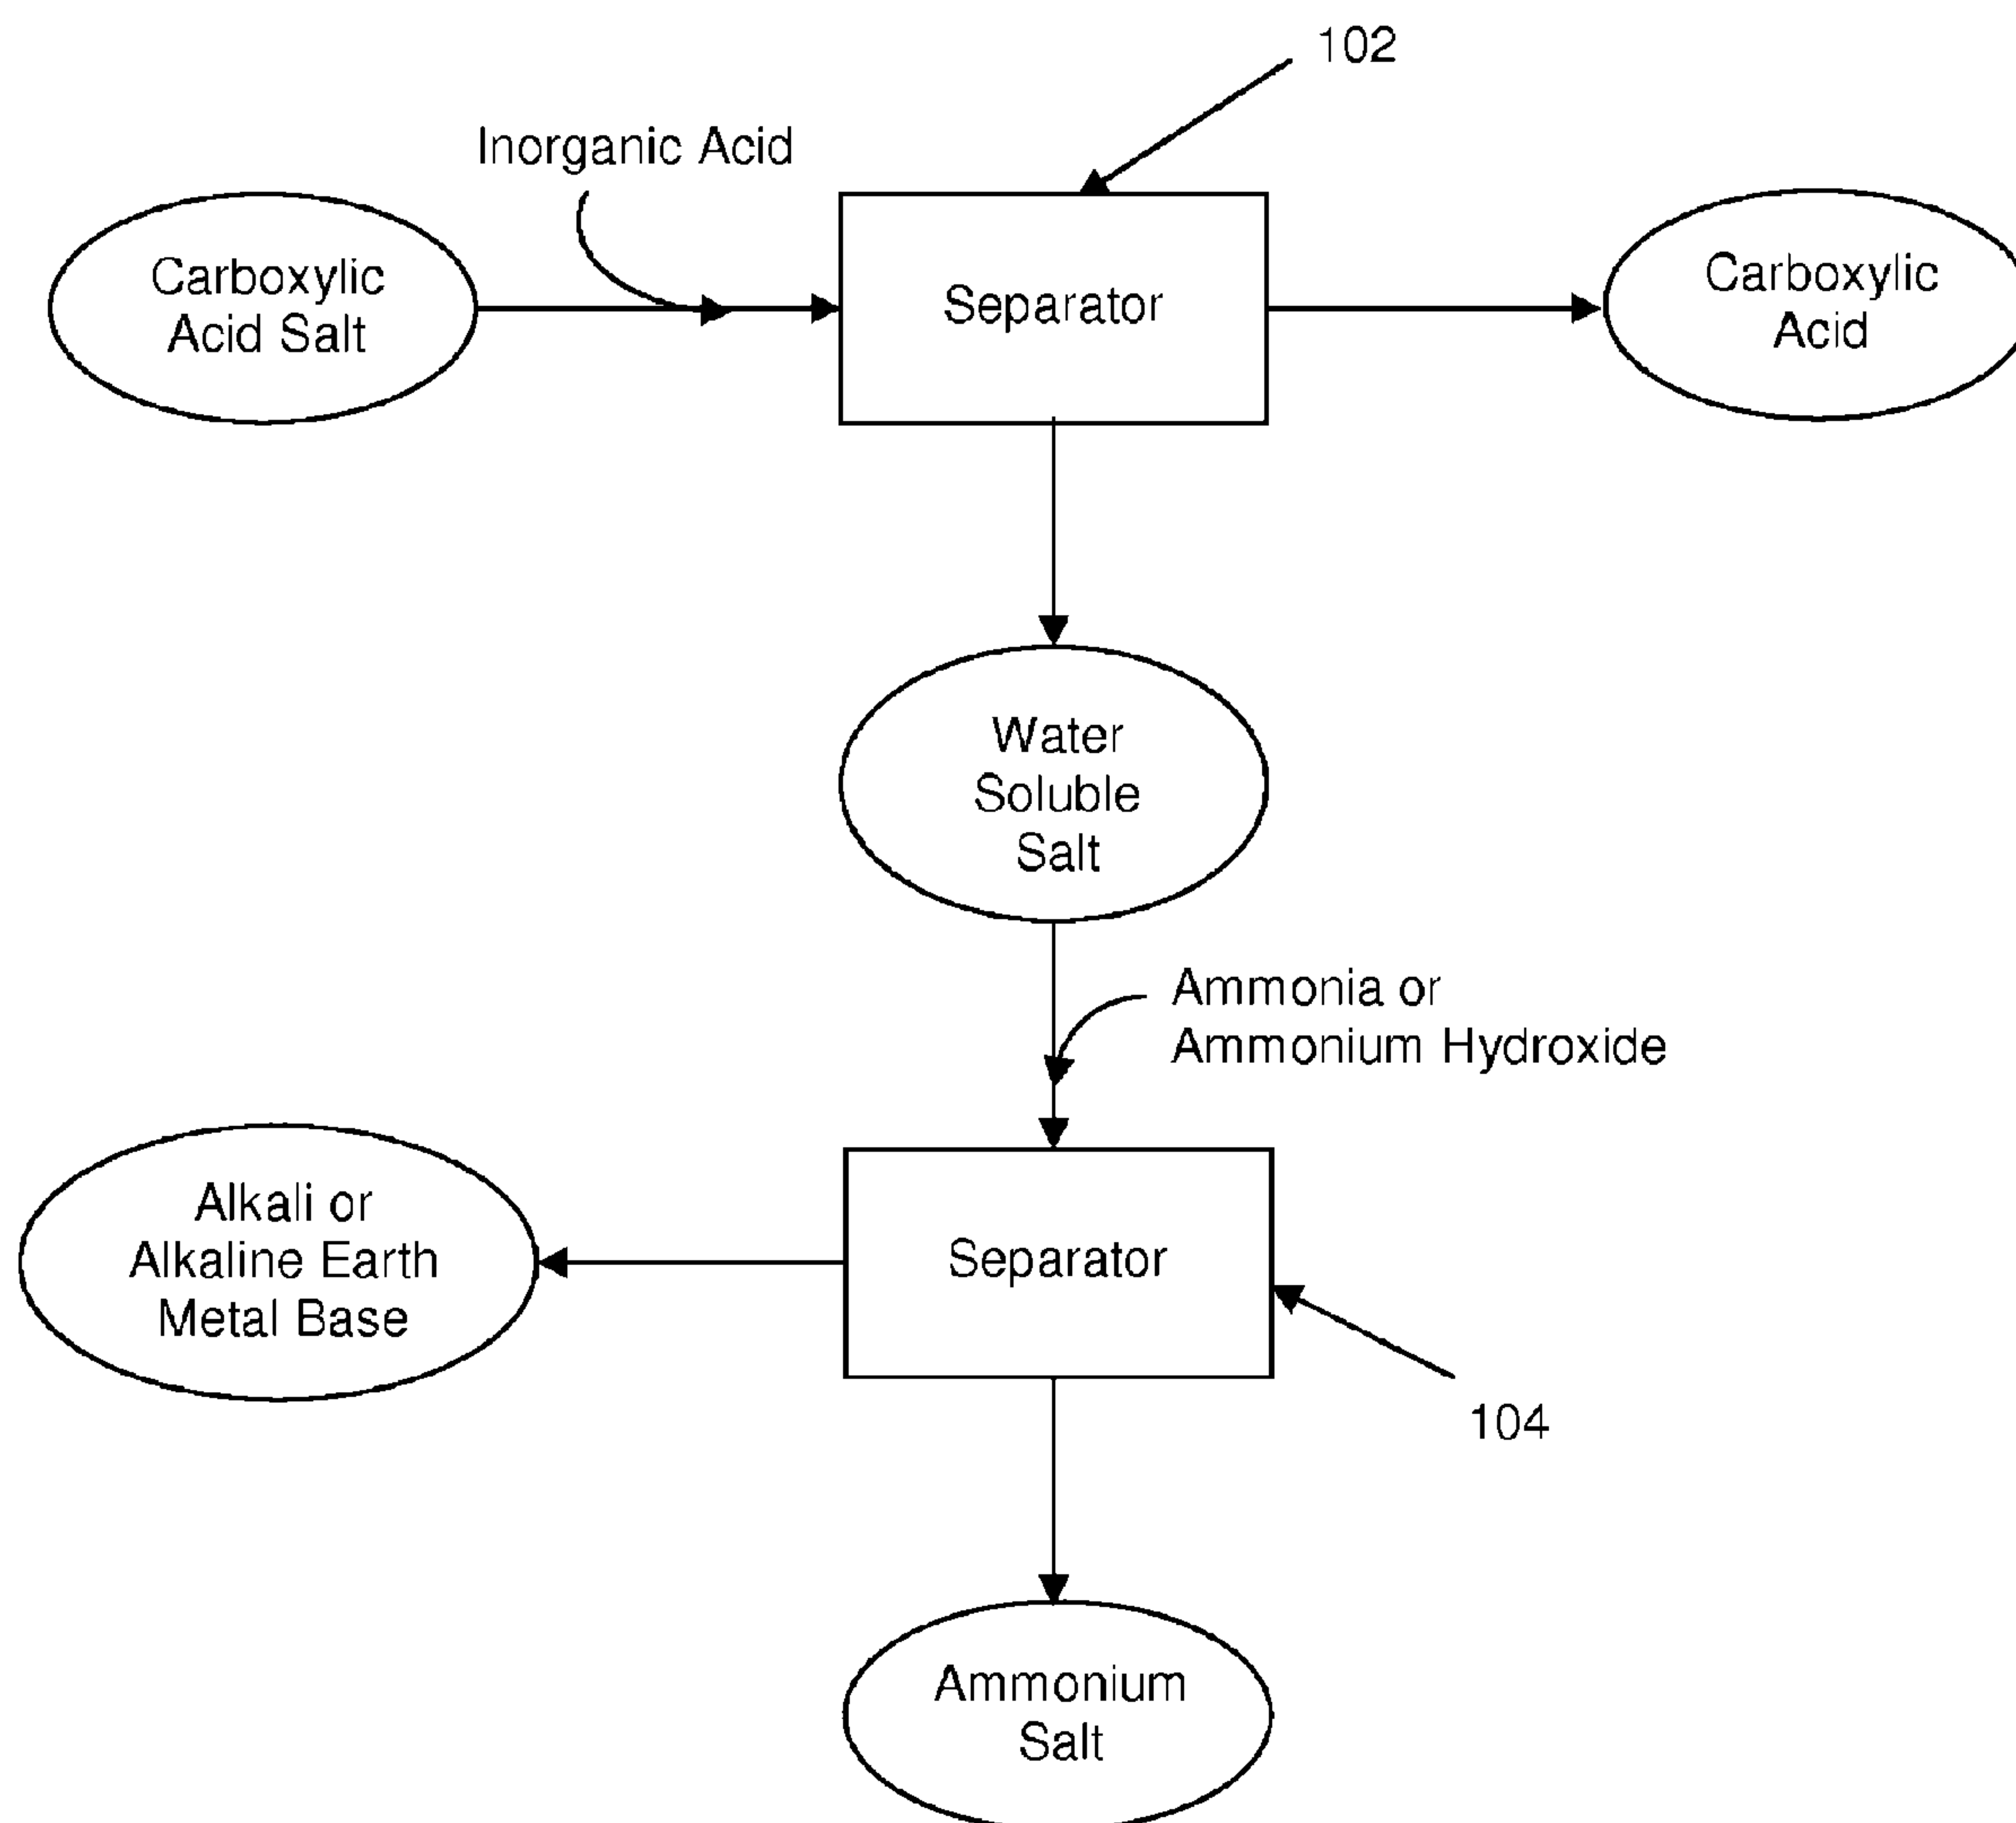 102
Inorganic Acid
Carboxylic
Acid Salt
Separator
Carboxylic
Acid
Water
Soluble
Salt
Ammonia or
Ammonium Hydroxide
Alkali or
Alkaline Earth
Metal Base
Separator
104
Ammonium
Salt